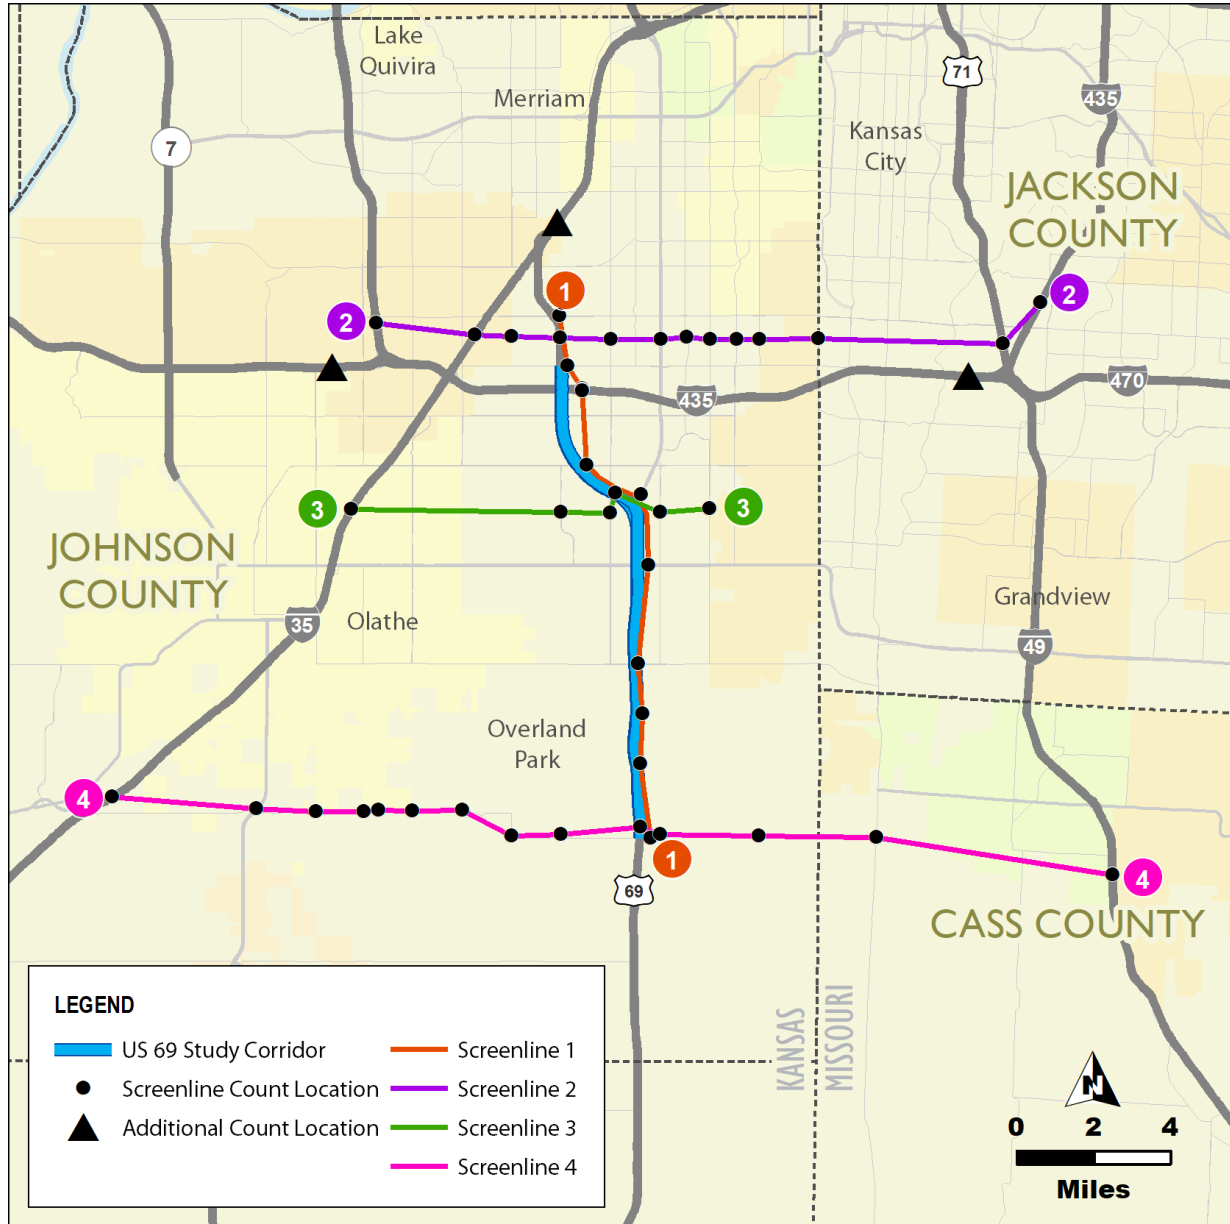 Lake
Quivira
Merriam
71
435
7
Kansas
City
JACKSON
COUNTY
1
2
2
435
470
3
3
JOHNSON
COUNTY
Grandview
35
Olathe
49
Overland
Park
4
1
4
69
CASS COUNTY
KANSAS
MISSOURI
LEGEND
US 69 Study Corridor
Screenline Count Location
Additional Count Location
Screenline 1
Screenline 2
Screenline 3
Screenline 4
N
0 2 4
Miles